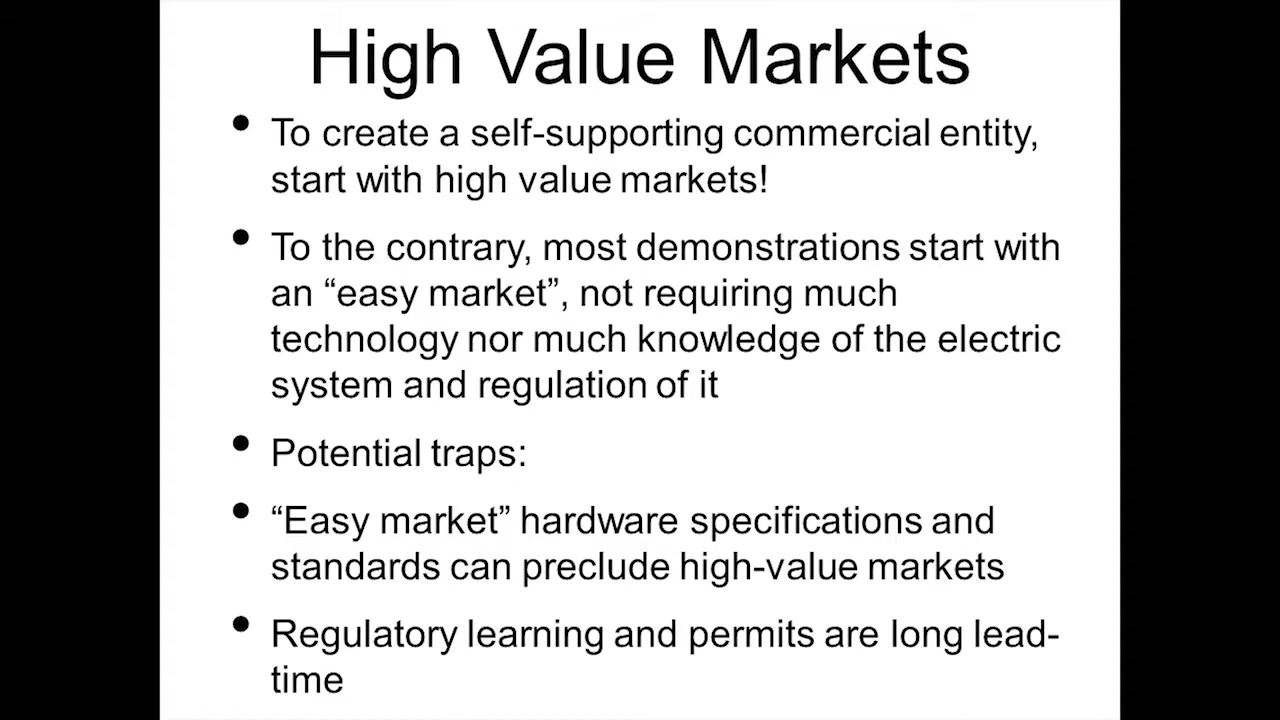 High Value Markets
• To create a self-supporting commercial entity,
start with high value markets!
• To the contrary, most demonstrations start with
an “easy market”, not requiring much
technology nor much knowledge of the electric
system and regulation of it
• Potential traps:
• “Easy market” hardware specifications and
standards can preclude high-value markets
• Regulatory learning and permits are long lead-
time